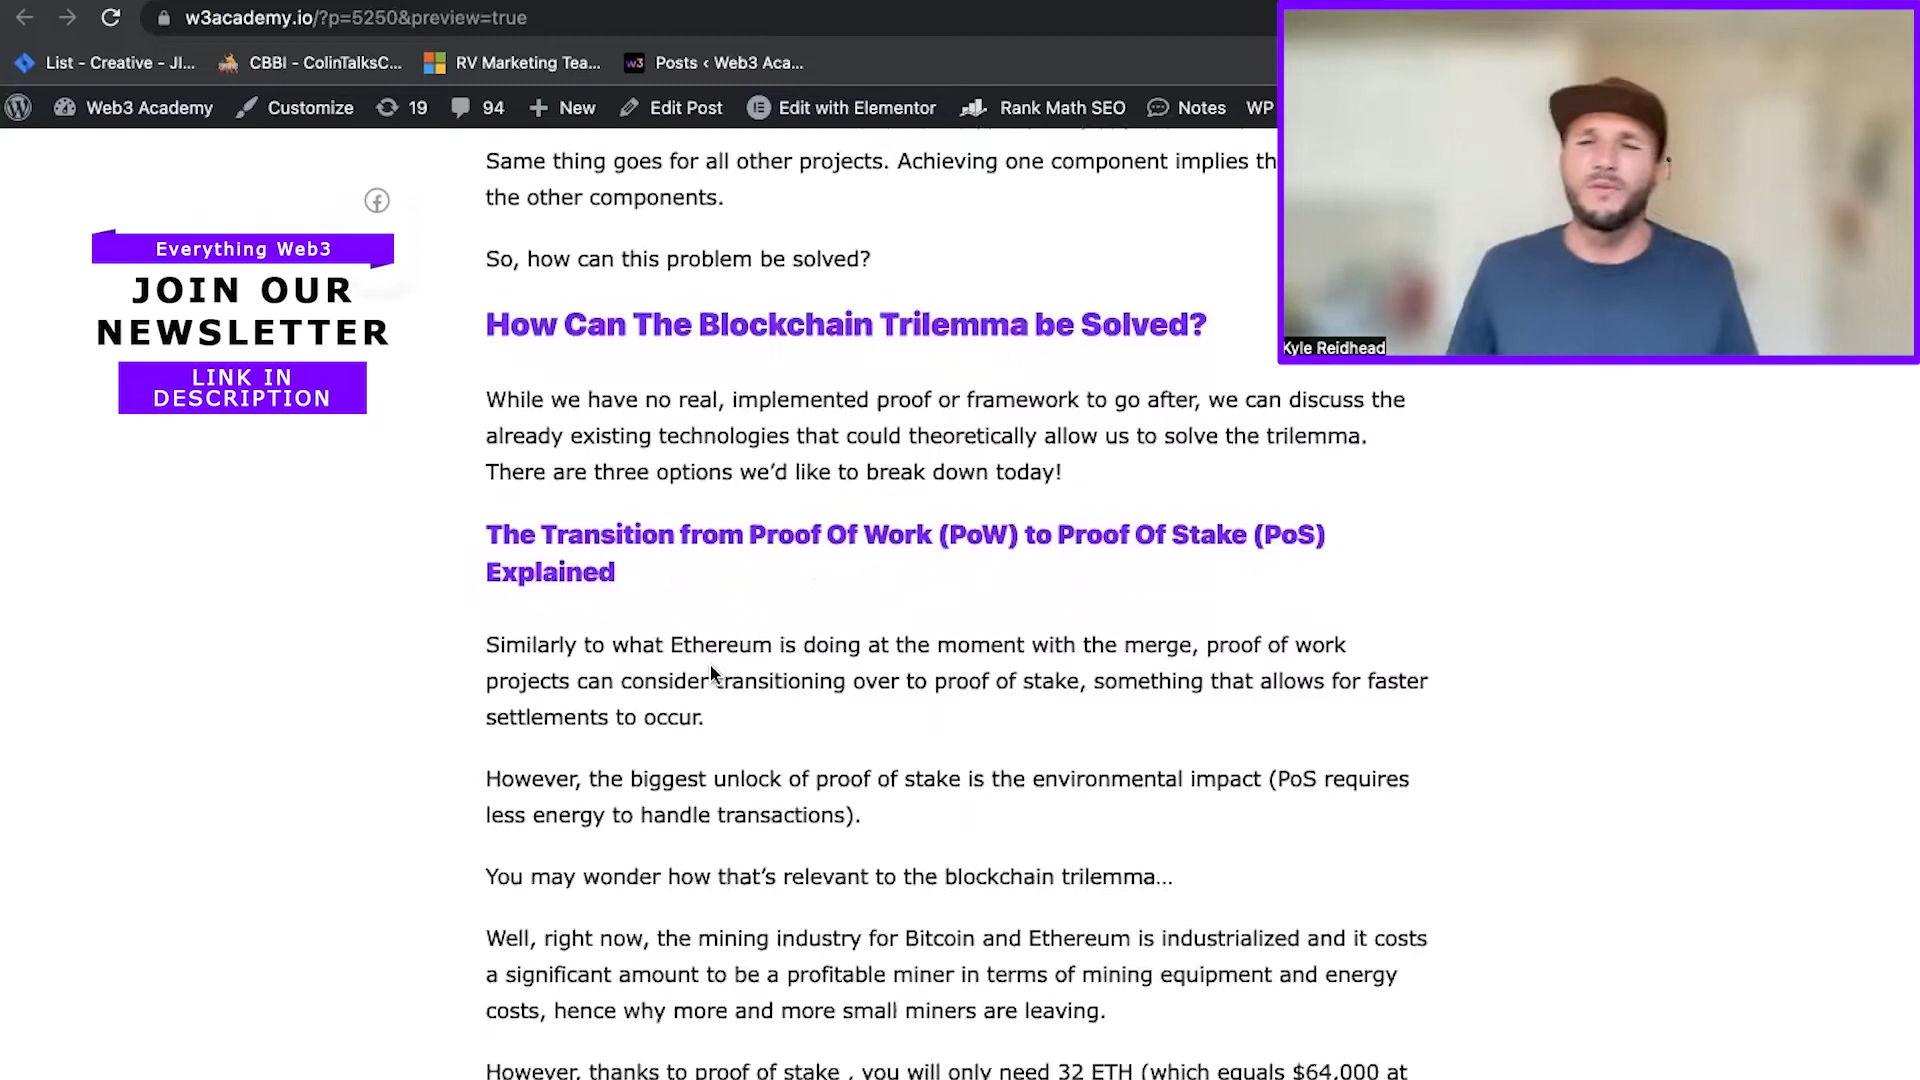 w3academy.io/?p=5250&preview=true
List - Creative - JI...
CBBI - ColinTalksC...
RV Marketing Tea...
w3
Posts ‹ Web3 Aca...
Web3 Academy
Customize
19
94
New
Edit Post
Edit with Elementor
Rank Math SEO
Notes
WP
Same thing goes for all other projects. Achieving one component implies th
the other components.
So, how can this problem be solved?
Everything Web3
JOIN OUR
NEWSLETTER
LINK IN
DESCRIPTION
Kyle Reidhead
How Can The Blockchain Trilemma be Solved?
While we have no real, implemented proof or framework to go after, we can discuss the
already existing technologies that could theoretically allow us to solve the trilemma.
There are three options we’d like to break down today!
The Transition from Proof Of Work (PoW) to Proof Of Stake (PoS)
Explained
Similarly to what Ethereum is doing at the moment with the merge, proof of work
projects can consider transitioning over to proof of stake, something that allows for faster
settlements to occur.
However, the biggest unlock of proof of stake is the environmental impact (PoS requires
less energy to handle transactions).
You may wonder how that’s relevant to the blockchain trilemma...
Well, right now, the mining industry for Bitcoin and Ethereum is industrialized and it costs
a significant amount to be a profitable miner in terms of mining equipment and energy
costs, hence why more and more small miners are leaving.
However, thanks to proof of stake , you will only need 32 ETH (which equals $64,000 at